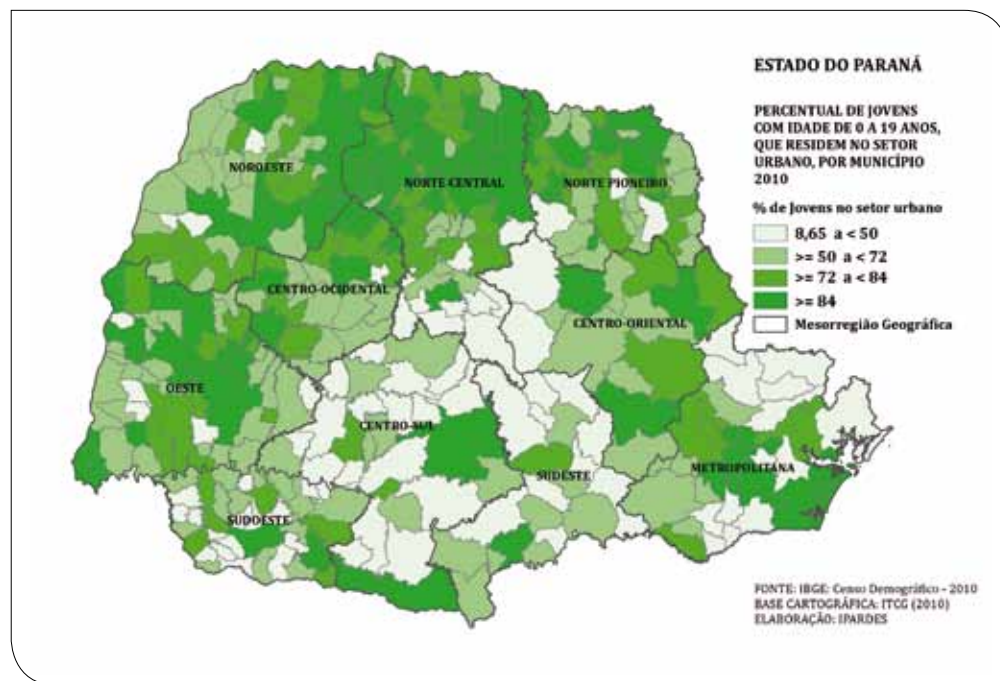 ESTADO DO PARANÁ
PERCENTUAL DE JOVENS
COM IDADE DE 0 A 19 ANOS,
QUE RESIDEM NO SETOR
URBANO, POR MUNICÍPIO
2010
% de Jovens no setor urbano
8,65 a < 50
>= 50 a < 72
>= 72 a < 84
>= 84
Mesorregião Geográfica
NOROESTE
NORTE CENTRAL
NORTE PIONEIRO
CENTRO-OCIDENTAL
CENTRO-ORIENTAL
OESTE
CENTRO-SUL
SUDESTE
METROPOLITANA
SUDOESTE
FONTE: IBGE: Censo Demográfico - 2010
BASE CARTOGRÁFICA: ITCG (2010)
ELABORAÇÃO: IPARDES